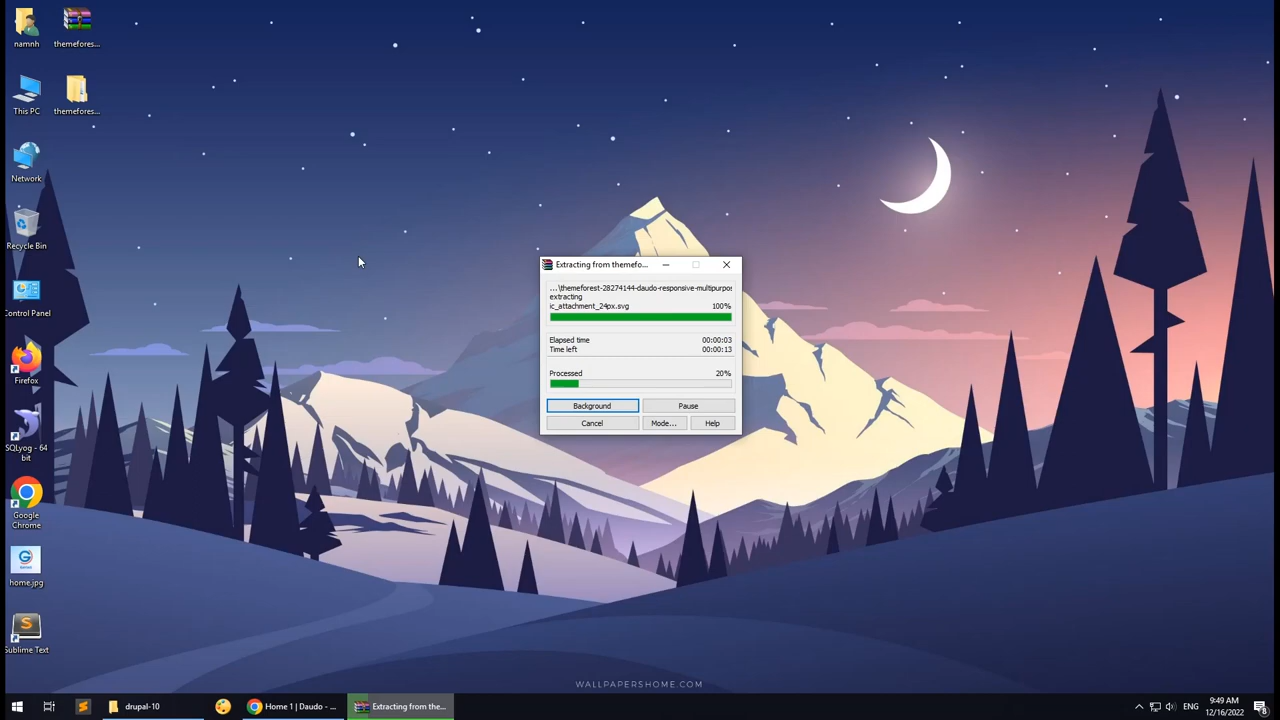 namnh
themefores...
This PC
themefores...
Network
Recycle Bin
Control Panel
Firefox
SQLyog - 64
bit
Google
Chrome
home.jpg
Sublime Text
Extracting from themefo...
...\themeforest-28274144-daudo-responsive-multipurpos
extracting
ic_attachment_24px.svg 100%
Elapsed time 00:00:03
Time left 00:00:13
Processed 20%
Background Pause
Cancel Mode... Help
WALLPAPERSHOME.COM
drupal-10
Home 1 | Daudo - ...
Extracting from the...
ENG
9:49 AM
12/16/2022
8